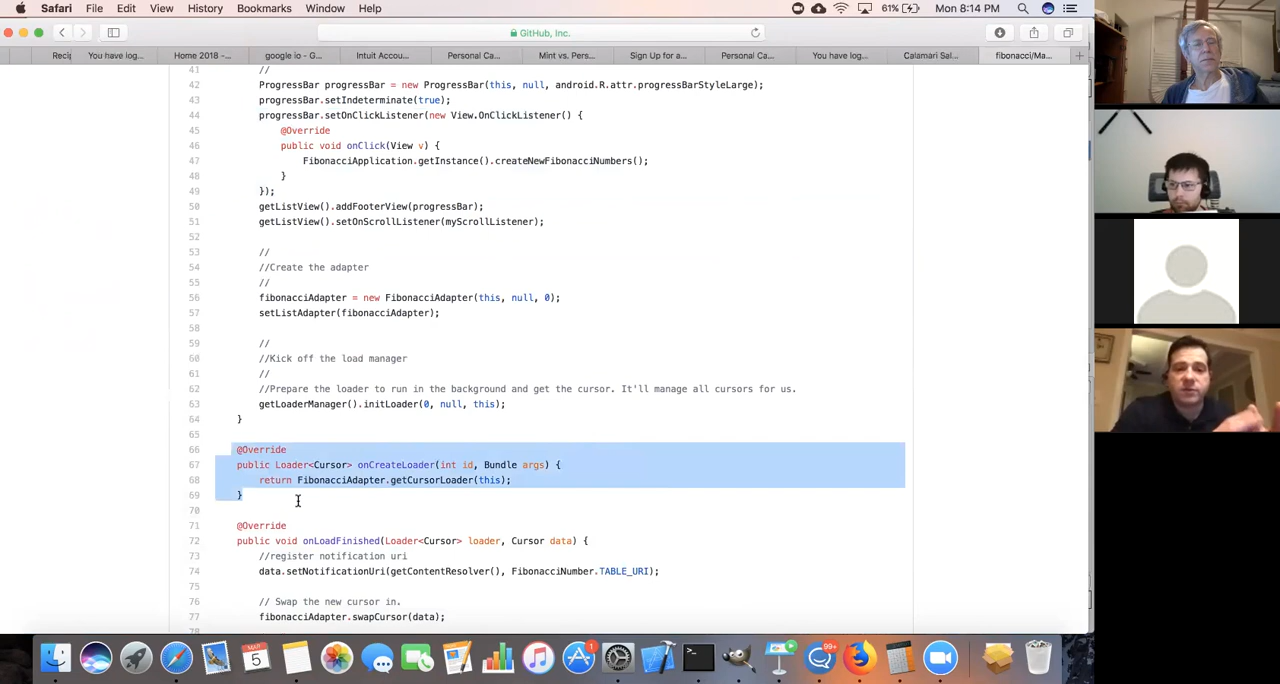 Safari File Edit View History Bookmarks Window Help 61% Mon 8:14 PM
GitHub, Inc.
Recip You have log... Home 2018 -... google io - G... Intuit Accou... Personal Ca... Mint vs. Pers... Sign Up for a... Personal Ca... You have log... Calamari Sal... fibonacci/Ma...
41 //
42 ProgressBar progressBar = new ProgressBar(this, null, android.R.attr.progressBarStyleLarge);
43 progressBar.setIndeterminate(true);
44 progressBar.setOnClickListener(new View.OnClickListener() {
45 @Override
46 public void onClick(View v) {
47 FibonacciApplication.getInstance().createNewFibonacciNumbers();
48 }
49 });
50 getListView().addFooterView(progressBar);
51 getListView().setOnScrollListener(myScrollListener);
52
53 //
54 //Create the adapter
55 //
56 fibonacciAdapter = new FibonacciAdapter(this, null, 0);
57 setListAdapter(fibonacciAdapter);
58
59 //
60 //Kick off the load manager
61 //
62 //Prepare the loader to run in the background and get the cursor. It'll manage all cursors for us.
63 getLoaderManager().initLoader(0, null, this);
64 }
65
66 @Override
67 public Loader<Cursor> onCreateLoader(int id, Bundle args) {
68 return FibonacciAdapter.getCursorLoader(this);
69 }
70
71 @Override
72 public void onLoadFinished(Loader<Cursor> loader, Cursor data) {
73 //register notification uri
74 data.setNotificationUri(getContentResolver(), FibonacciNumber.TABLE_URI);
75
76 // Swap the new cursor in.
77 fibonacciAdapter.swapCursor(data);
78
MAR 5 1 99+